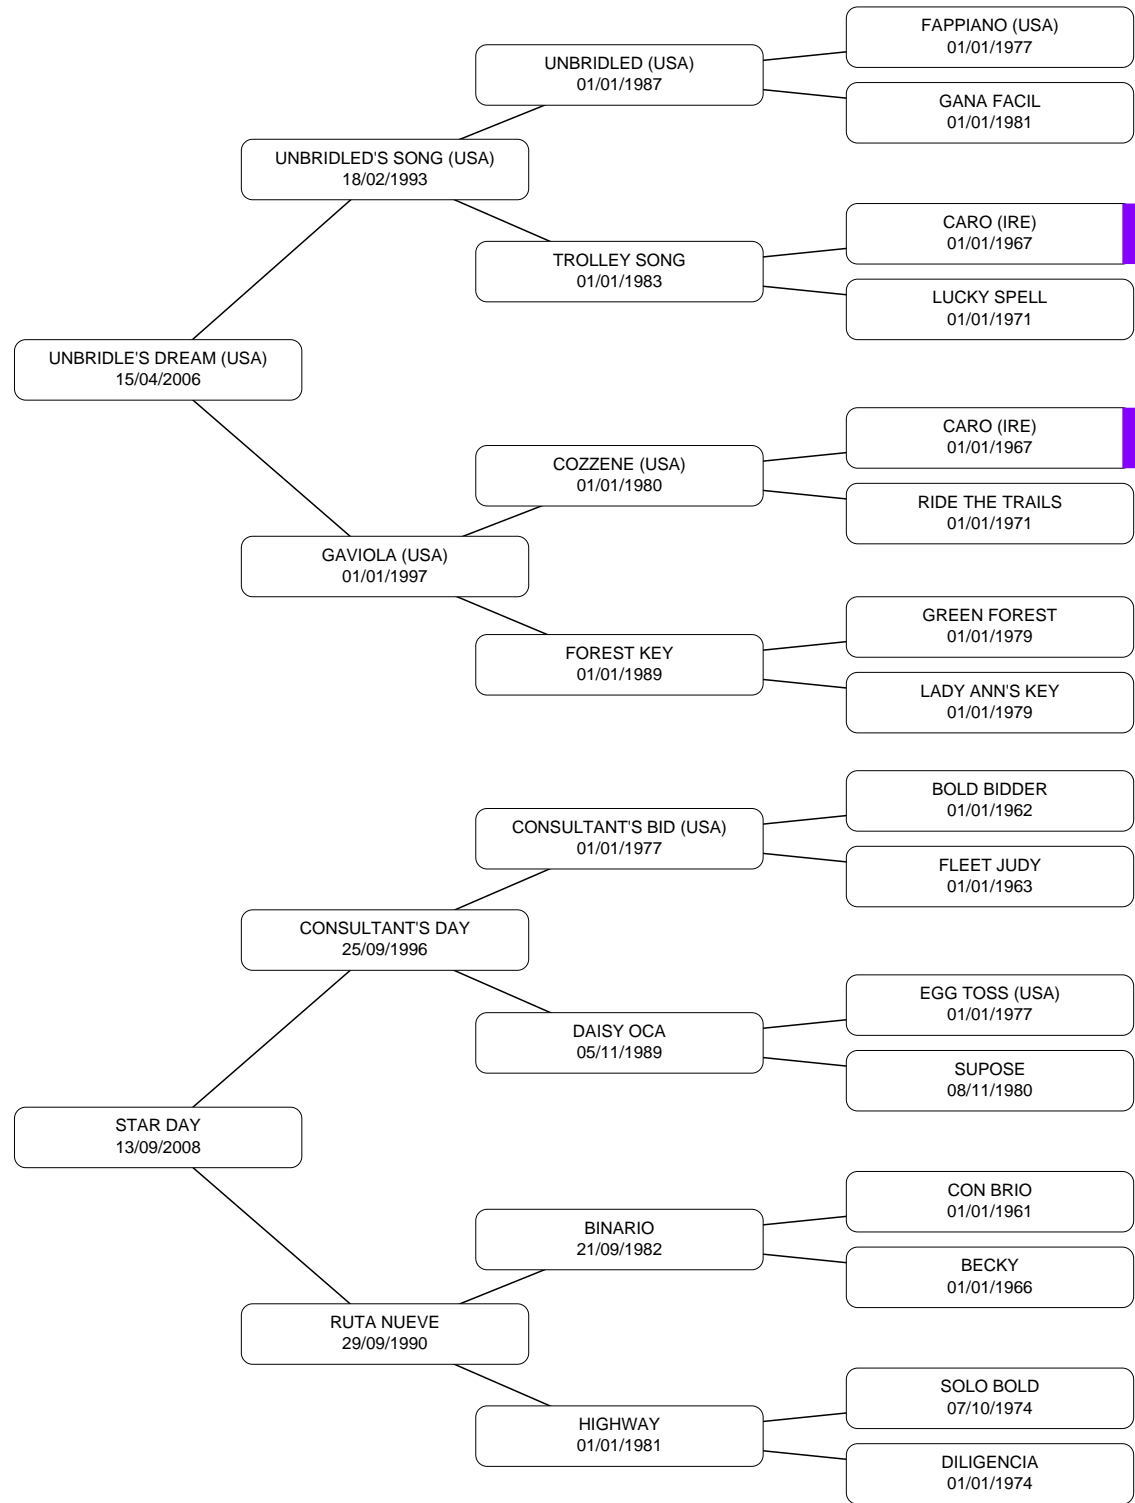 FAPPIANO (USA)
01/01/1977
UNBRIDLED (USA)
01/01/1987
GANA FACIL
01/01/1981
UNBRIDLED'S SONG (USA)
18/02/1993
CARO (IRE)
01/01/1967
TROLLEY SONG
01/01/1983
LUCKY SPELL
01/01/1971
UNBRIDLE'S DREAM (USA)
15/04/2006
CARO (IRE)
01/01/1967
COZZENE (USA)
01/01/1980
RIDE THE TRAILS
01/01/1971
GAVIOLA (USA)
01/01/1997
GREEN FOREST
01/01/1979
FOREST KEY
01/01/1989
LADY ANN'S KEY
01/01/1979
BOLD BIDDER
01/01/1962
CONSULTANT'S BID (USA)
01/01/1977
FLEET JUDY
01/01/1963
CONSULTANT'S DAY
25/09/1996
EGG TOSS (USA)
01/01/1977
DAISY OCA
05/11/1989
SUPOSE
08/11/1980
STAR DAY
13/09/2008
CON BRIO
01/01/1961
BINARIO
21/09/1982
BECKY
01/01/1966
RUTA NUEVE
29/09/1990
SOLO BOLD
07/10/1974
HIGHWAY
01/01/1981
DILIGENCIA
01/01/1974